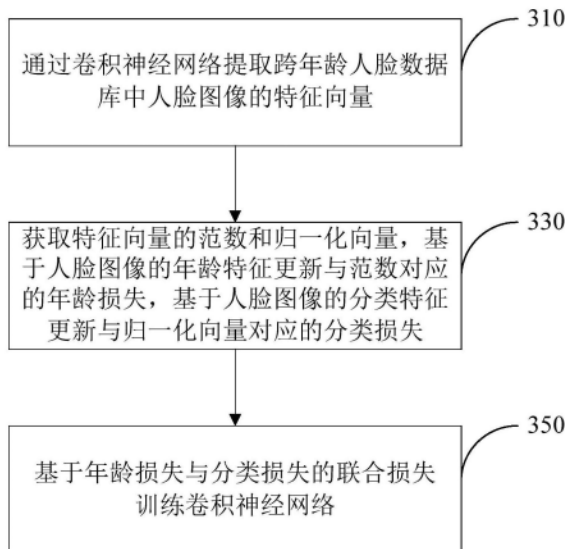 310
通过卷积神经网络提取跨年龄人脸数据
库中人脸图像的特征向量
330
获取特征向量的范数和归一化向量，基
于人脸图像的年龄特征更新与范数对应
的年龄损失，基于人脸图像的分类特征
更新与归一化向量对应的分类损失
350
基于年龄损失与分类损失的联合损失
训练卷积神经网络